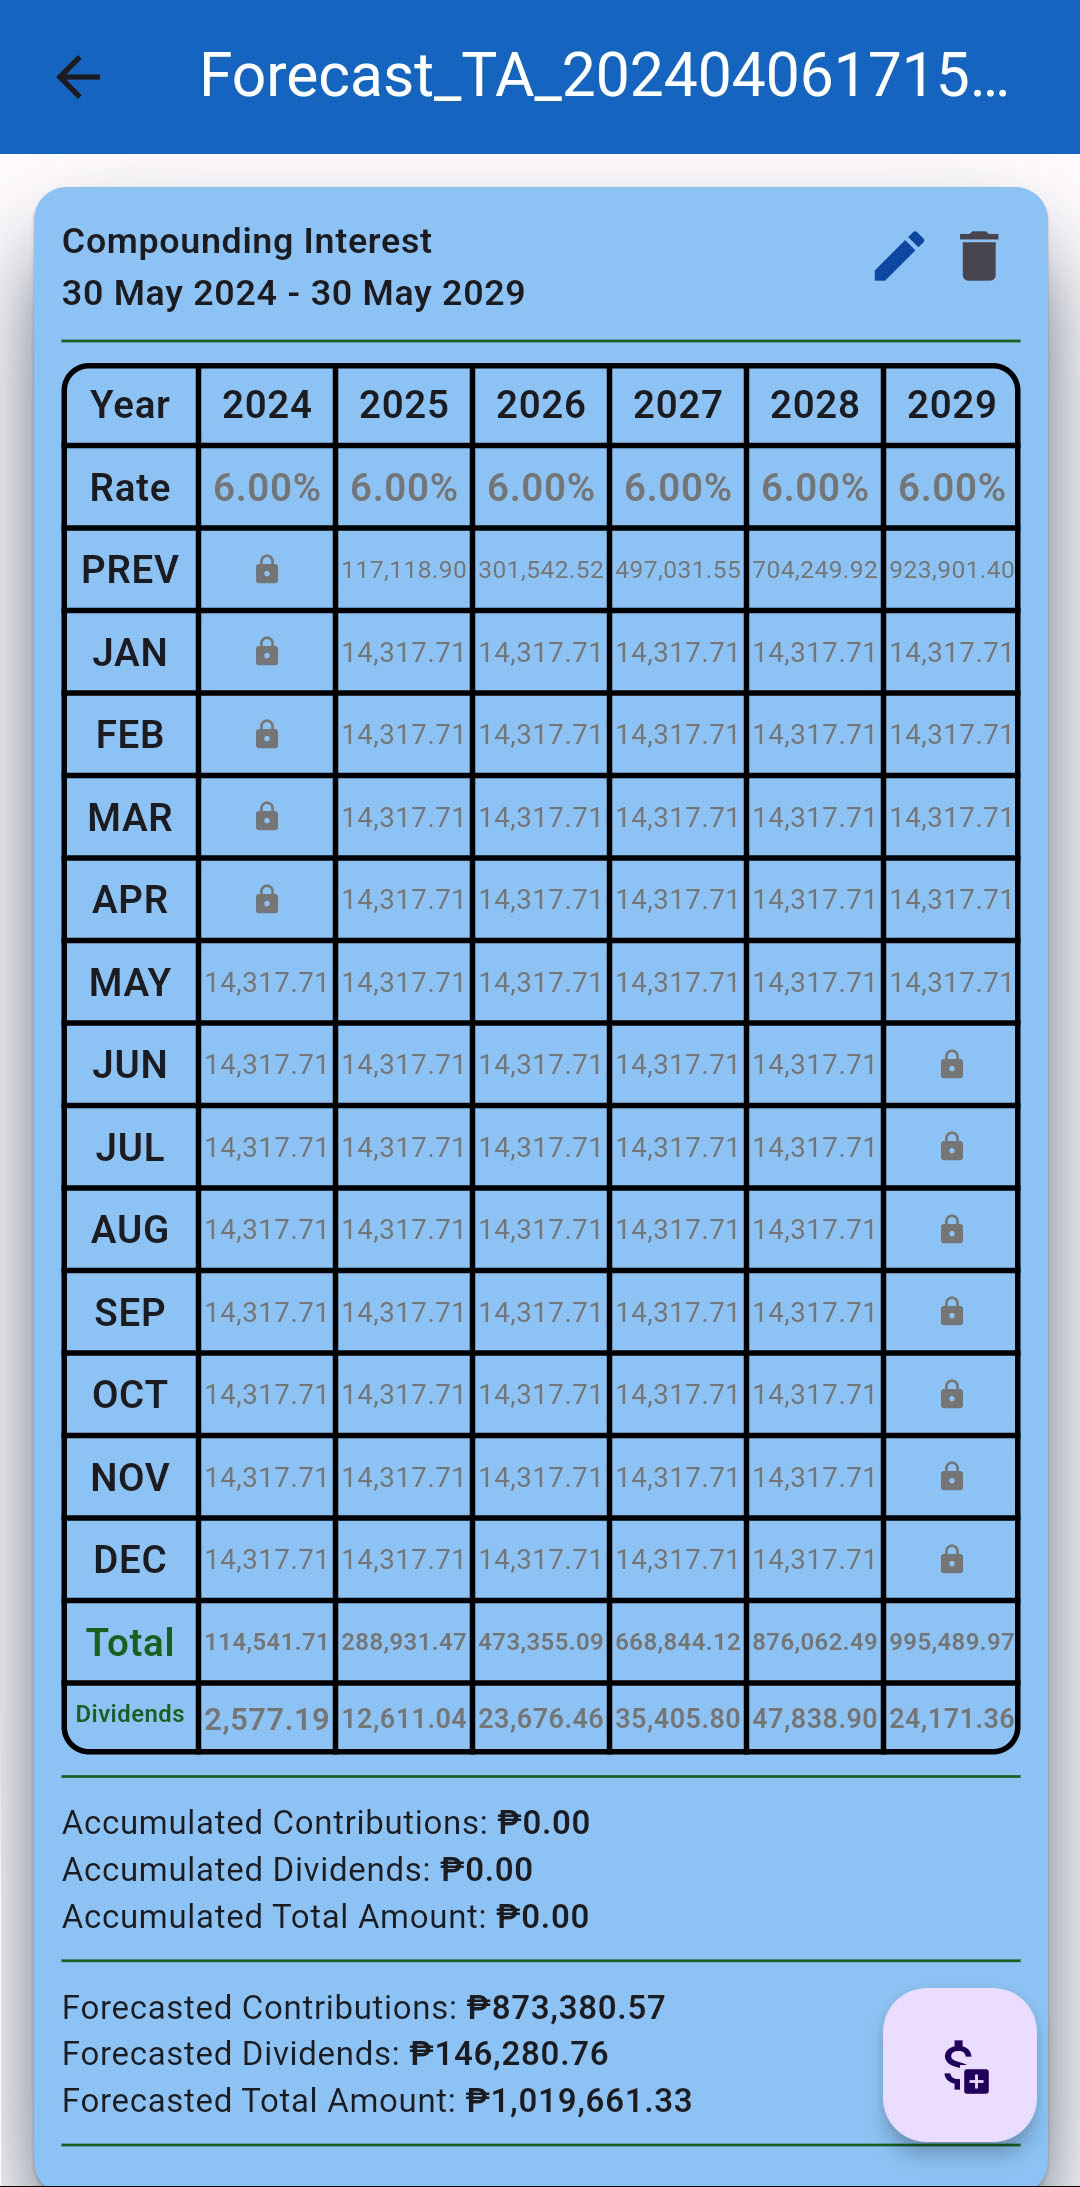 Forecast_TA_202404061715...
Compounding Interest
30 May 2024 - 30 May 2029
Year 2024 2025 2026 2027 2028 2029
Rate 6.00% 6.00% 6.00% 6.00% 6.00% 6.00%
PREV 117,118.90 301,542.52 497,031.55 704,249.92 923,901.40
JAN 14,317.71 14,317.71 14,317.71 14,317.71 14,317.71
FEB 14,317.71 14,317.71 14,317.71 14,317.71 14,317.71
MAR 14,317.71 14,317.71 14,317.71 14,317.71 14,317.71
APR 14,317.71 14,317.71 14,317.71 14,317.71 14,317.71
MAY 14,317.71 14,317.71 14,317.71 14,317.71 14,317.71 14,317.71
JUN 14,317.71 14,317.71 14,317.71 14,317.71 14,317.71
JUL 14,317.71 14,317.71 14,317.71 14,317.71 14,317.71
AUG 14,317.71 14,317.71 14,317.71 14,317.71 14,317.71
SEP 14,317.71 14,317.71 14,317.71 14,317.71 14,317.71
OCT 14,317.71 14,317.71 14,317.71 14,317.71 14,317.71
NOV 14,317.71 14,317.71 14,317.71 14,317.71 14,317.71
DEC 14,317.71 14,317.71 14,317.71 14,317.71 14,317.71
Total 114,541.71 288,931.47 473,355.09 668,844.12 876,062.49 995,489.97
Dividends 2,577.19 12,611.04 23,676.46 35,405.80 47,838.90 24,171.36
Accumulated Contributions: ₱0.00
Accumulated Dividends: ₱0.00
Accumulated Total Amount: ₱0.00
Forecasted Contributions: ₱873,380.57
Forecasted Dividends: ₱146,280.76
Forecasted Total Amount: ₱1,019,661.33